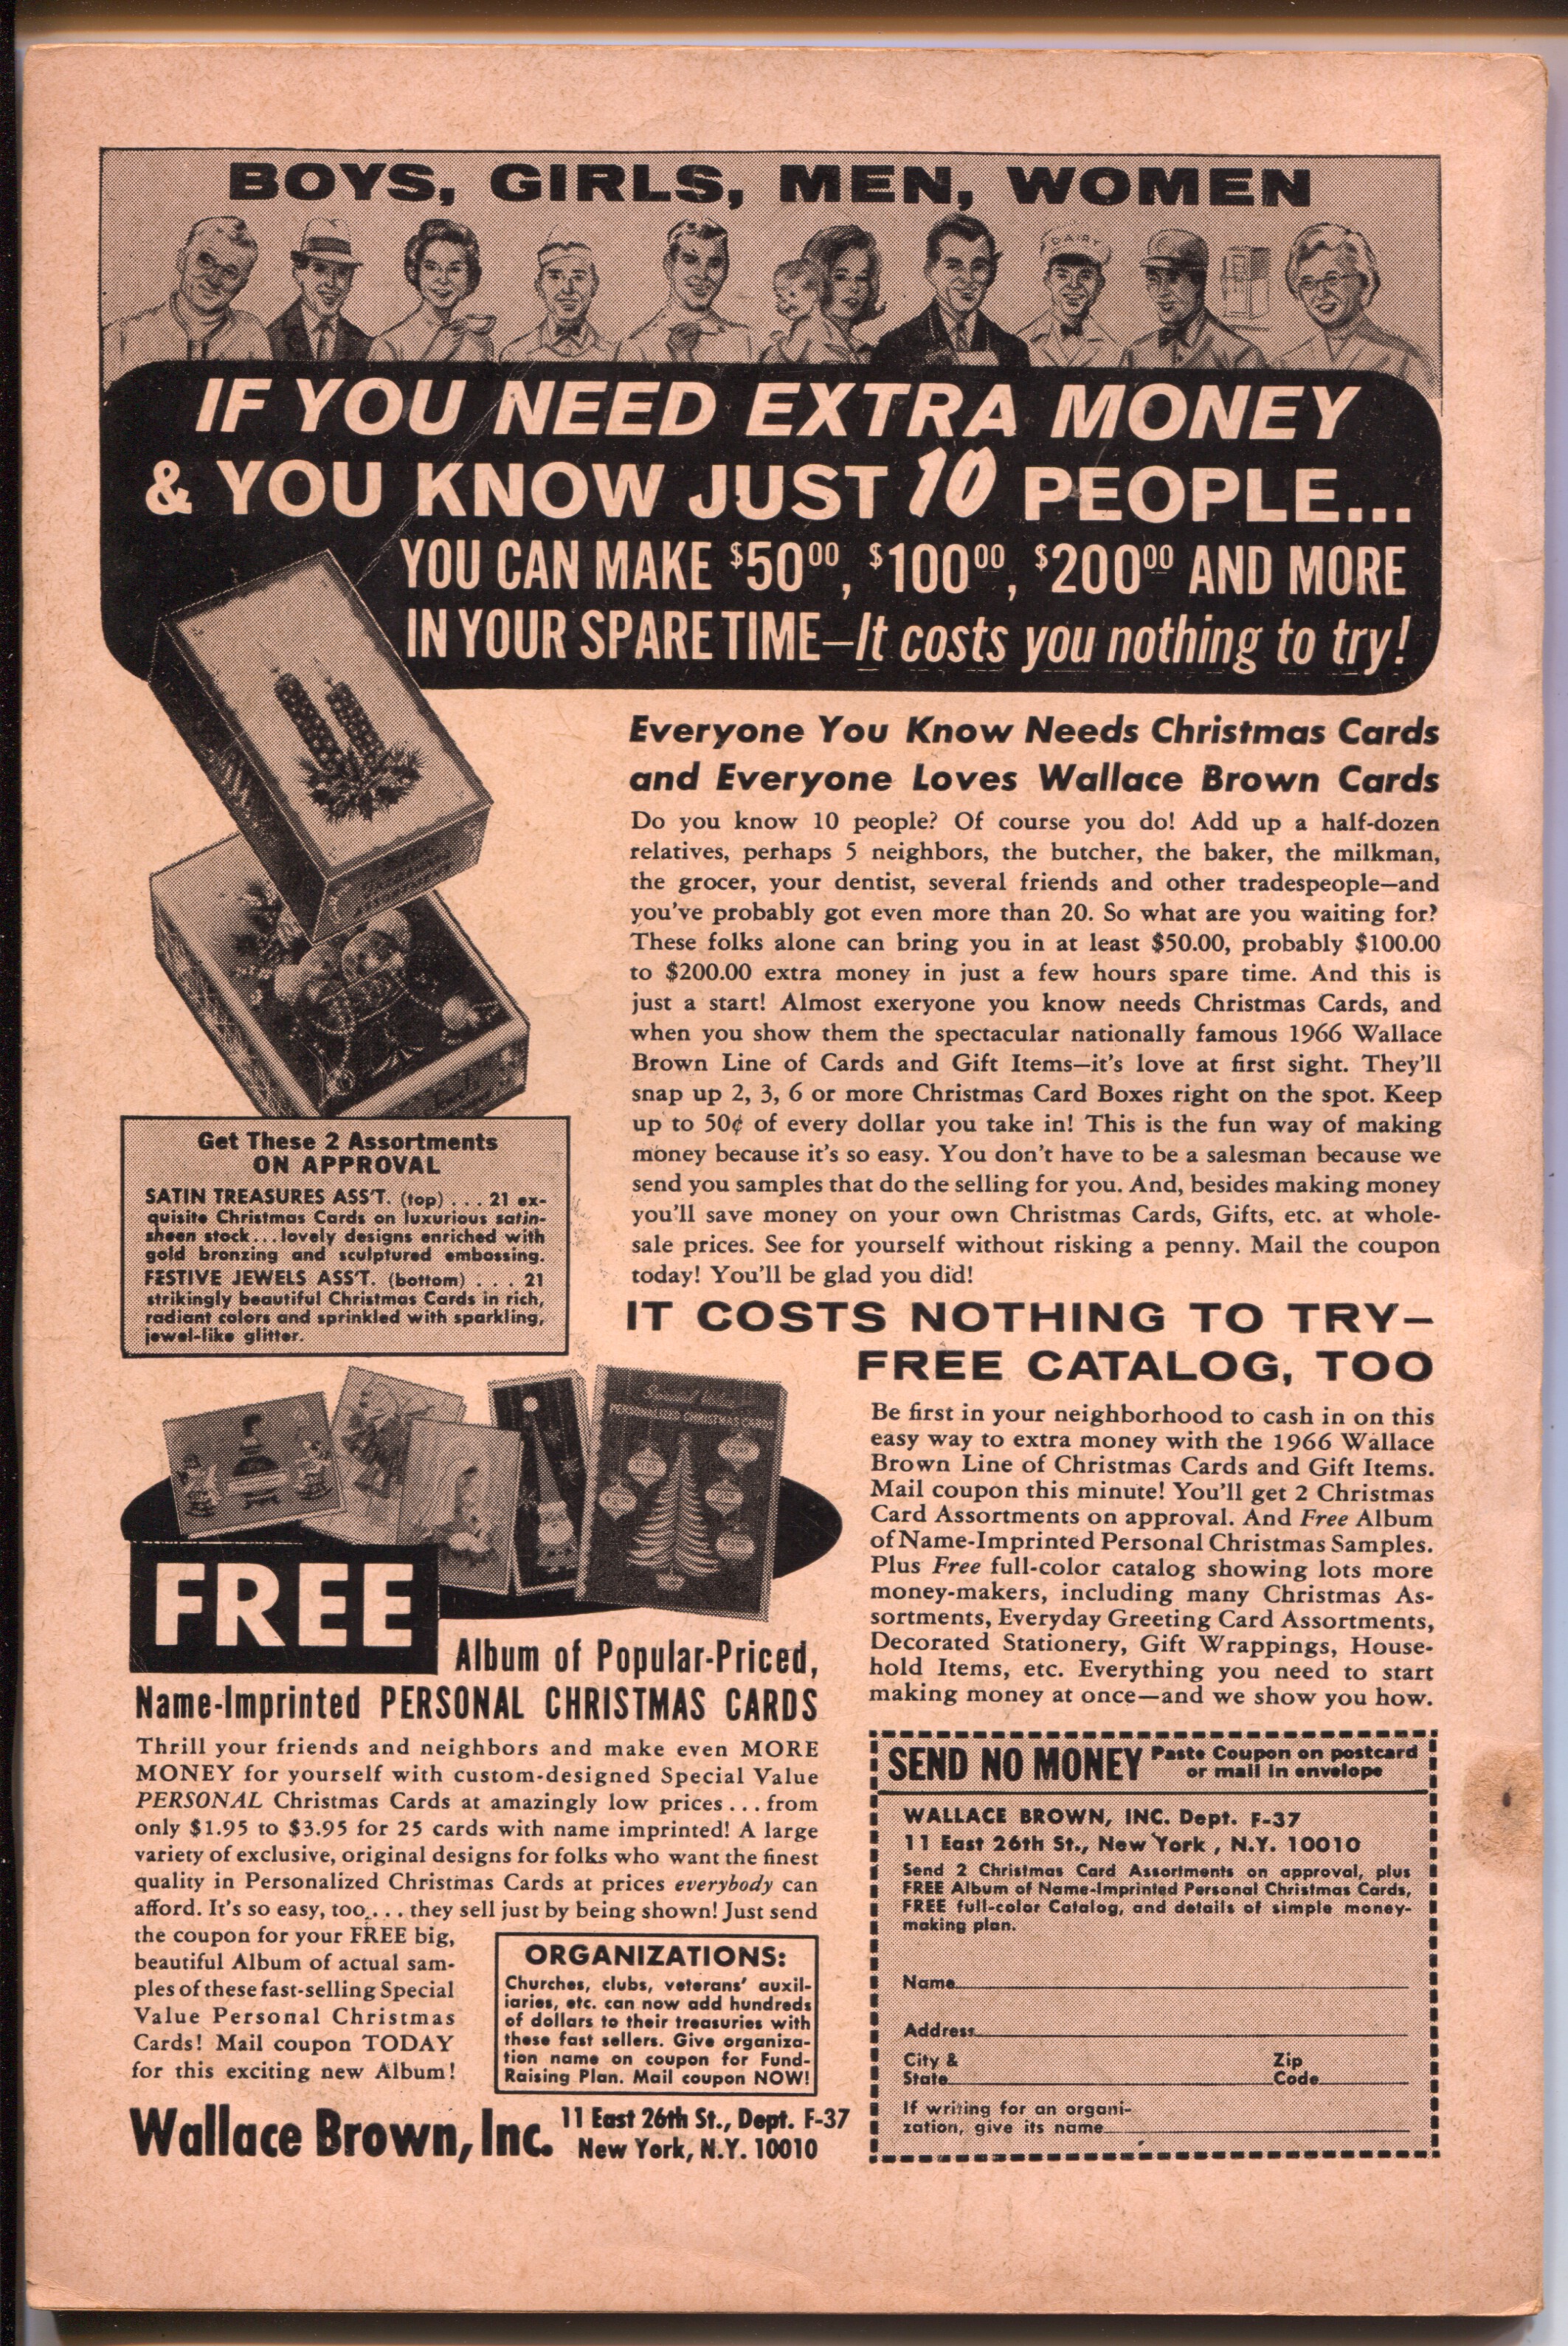 BOYS, GIRLS, MEN, WOMEN
DAIRY
IF YOU NEED EXTRA MONEY
& YOU KNOW JUST 10 PEOPLE...
YOU CAN MAKE $50.00, $100.00, $200.00 AND MORE
IN YOUR SPARE TIME—It costs you nothing to try!
Everyone You Know Needs Christmas Cards
and Everyone Loves Wallace Brown Cards
Do you know 10 people? Of course you do! Add up a half-dozen
relatives, perhaps 5 neighbors, the butcher, the baker, the milkman,
the grocer, your dentist, several friends and other tradespeople—and
you've probably got even more than 20. So what are you waiting for?
These folks alone can bring you in at least $50.00, probably $100.00
to $200.00 extra money in just a few hours spare time. And this is
just a start! Almost exeryone you know needs Christmas Cards, and
when you show them the spectacular nationally famous 1966 Wallace
Brown Line of Cards and Gift Items—it's love at first sight. They'll
snap up 2, 3, 6 or more Christmas Card Boxes right on the spot. Keep
up to 50¢ of every dollar you take in! This is the fun way of making
money because it's so easy. You don't have to be a salesman because we
send you samples that do the selling for you. And, besides making money
you'll save money on your own Christmas Cards, Gifts, etc. at whole-
sale prices. See for yourself without risking a penny. Mail the coupon
today! You'll be glad you did!
Get These 2 Assortments
ON APPROVAL
SATIN TREASURES ASS'T. (top) . . . 21 ex-
quisite Christmas Cards on luxurious satin-
sheen stock...lovely designs enriched with
gold bronzing and sculptured embossing.
FESTIVE JEWELS ASS'T. (bottom) . . . 21
strikingly beautiful Christmas Cards in rich,
radiant colors and sprinkled with sparkling,
jewel-like glitter.
IT COSTS NOTHING TO TRY—
FREE CATALOG, TOO
Be first in your neighborhood to cash in on this
easy way to extra money with the 1966 Wallace
Brown Line of Christmas Cards and Gift Items.
Mail coupon this minute! You'll get 2 Christmas
Card Assortments on approval. And Free Album
of Name-Imprinted Personal Christmas Samples.
Plus Free full-color catalog showing lots more
money-makers, including many Christmas As-
sortments, Everyday Greeting Card Assortments,
Decorated Stationery, Gift Wrappings, House-
hold Items, etc. Everything you need to start
making money at once—and we show you how.
Special Value
PERSONALIZED CHRISTMAS CARDS
FREE
Album of Popular-Priced,
Name-Imprinted PERSONAL CHRISTMAS CARDS
Thrill your friends and neighbors and make even MORE
MONEY for yourself with custom-designed Special Value
PERSONAL Christmas Cards at amazingly low prices . . . from
only $1.95 to $3.95 for 25 cards with name imprinted! A large
variety of exclusive, original designs for folks who want the finest
quality in Personalized Christmas Cards at prices everybody can
afford. It's so easy, too, . . . they sell just by being shown! Just send
the coupon for your FREE big,
beautiful Album of actual sam-
ples of these fast-selling Special
Value Personal Christmas
Cards! Mail coupon TODAY
for this exciting new Album!
ORGANIZATIONS:
Churches, clubs, veterans' auxil-
iaries, etc. can now add hundreds
of dollars to their treasuries with
these fast sellers. Give organiza-
tion name on coupon for Fund-
Raising Plan. Mail coupon NOW!
Wallace Brown, Inc.
11 East 26th St., Dept. F-37
New York, N.Y. 10010
SEND NO MONEY Paste Coupon on postcard
or mail in envelope
WALLACE BROWN, INC. Dept. F-37
11 East 26th St., New York , N.Y. 10010
Send 2 Christmas Card Assortments on approval, plus
FREE Album of Name-Imprinted Personal Christmas Cards,
FREE full-color Catalog, and details of simple money-
making plan.
Name
Address
City & Zip
State Code
If writing for an organi-
zation, give its name